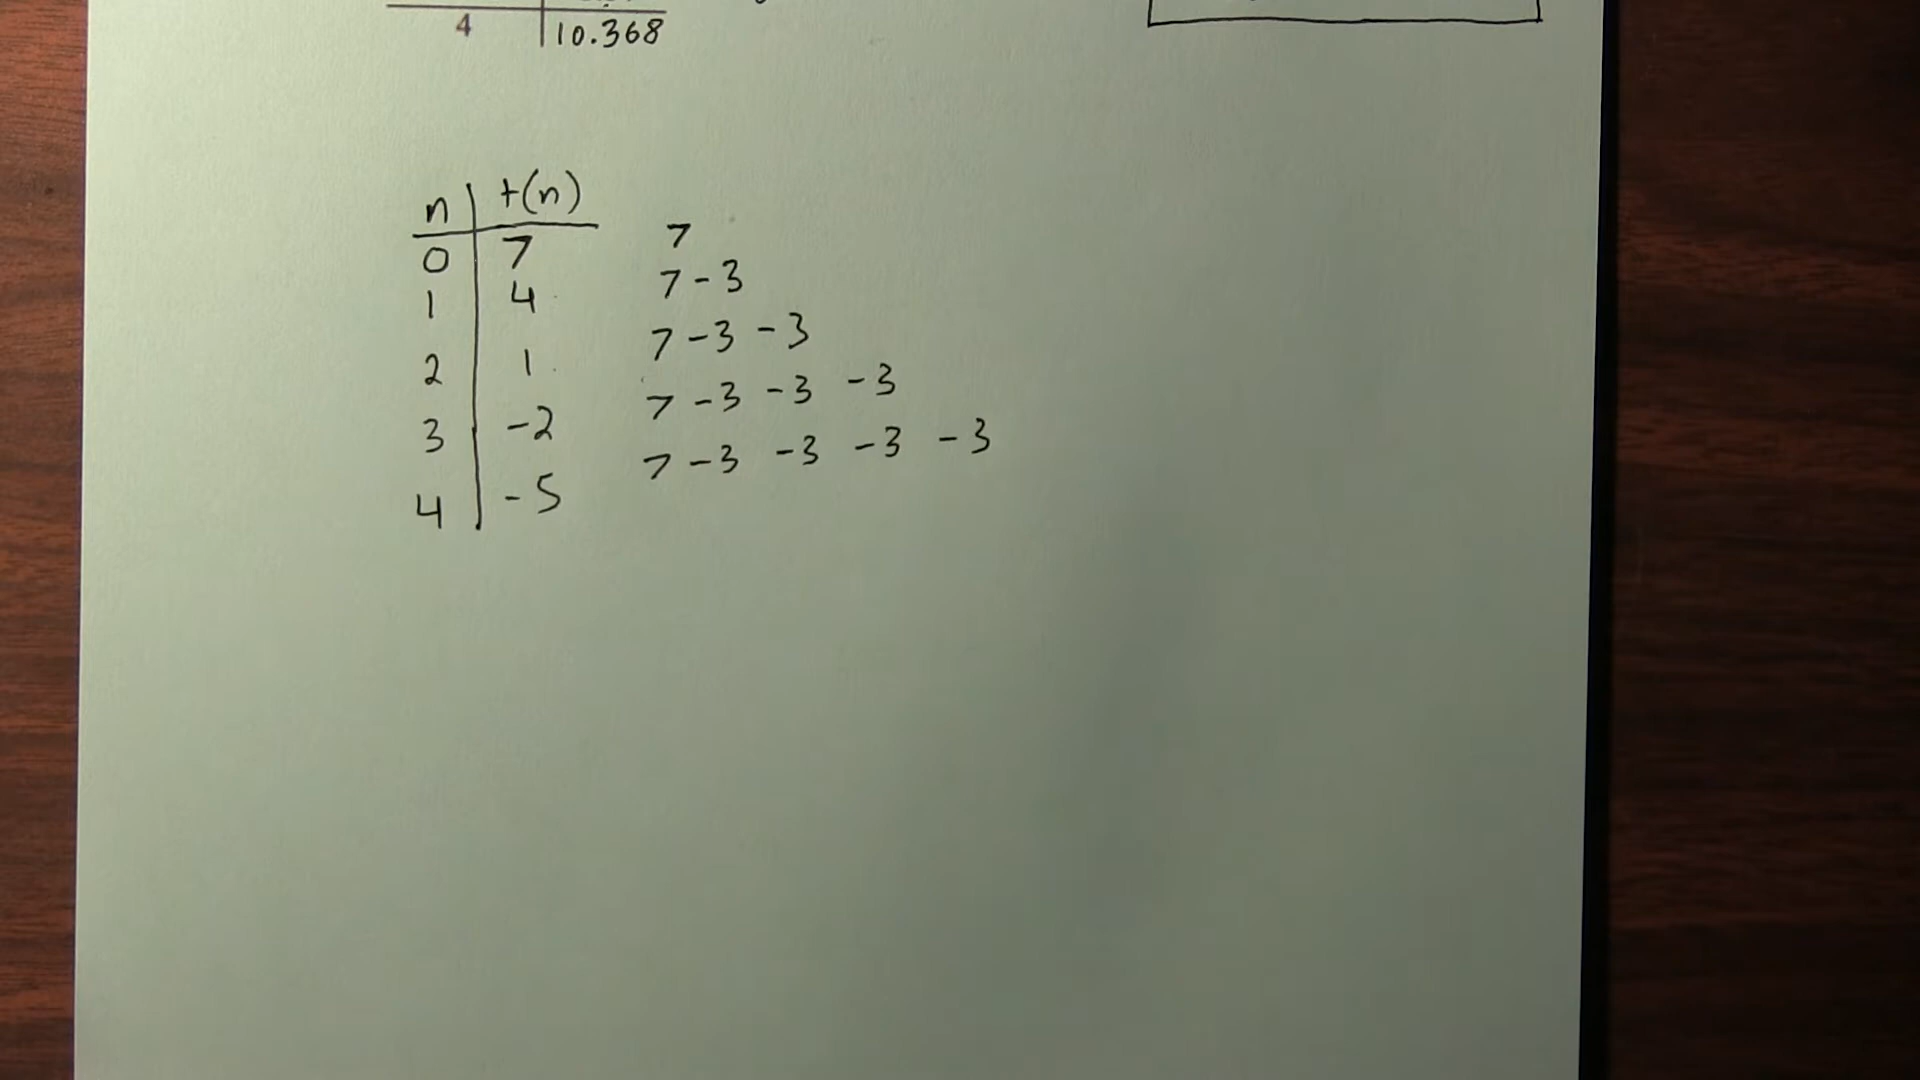 4 10.368
n t(n)
0 7 7
1 4 7 - 3
2 1 7 - 3 - 3
3 -2 7 - 3 - 3 - 3
4 -5 7 - 3 - 3 - 3 - 3